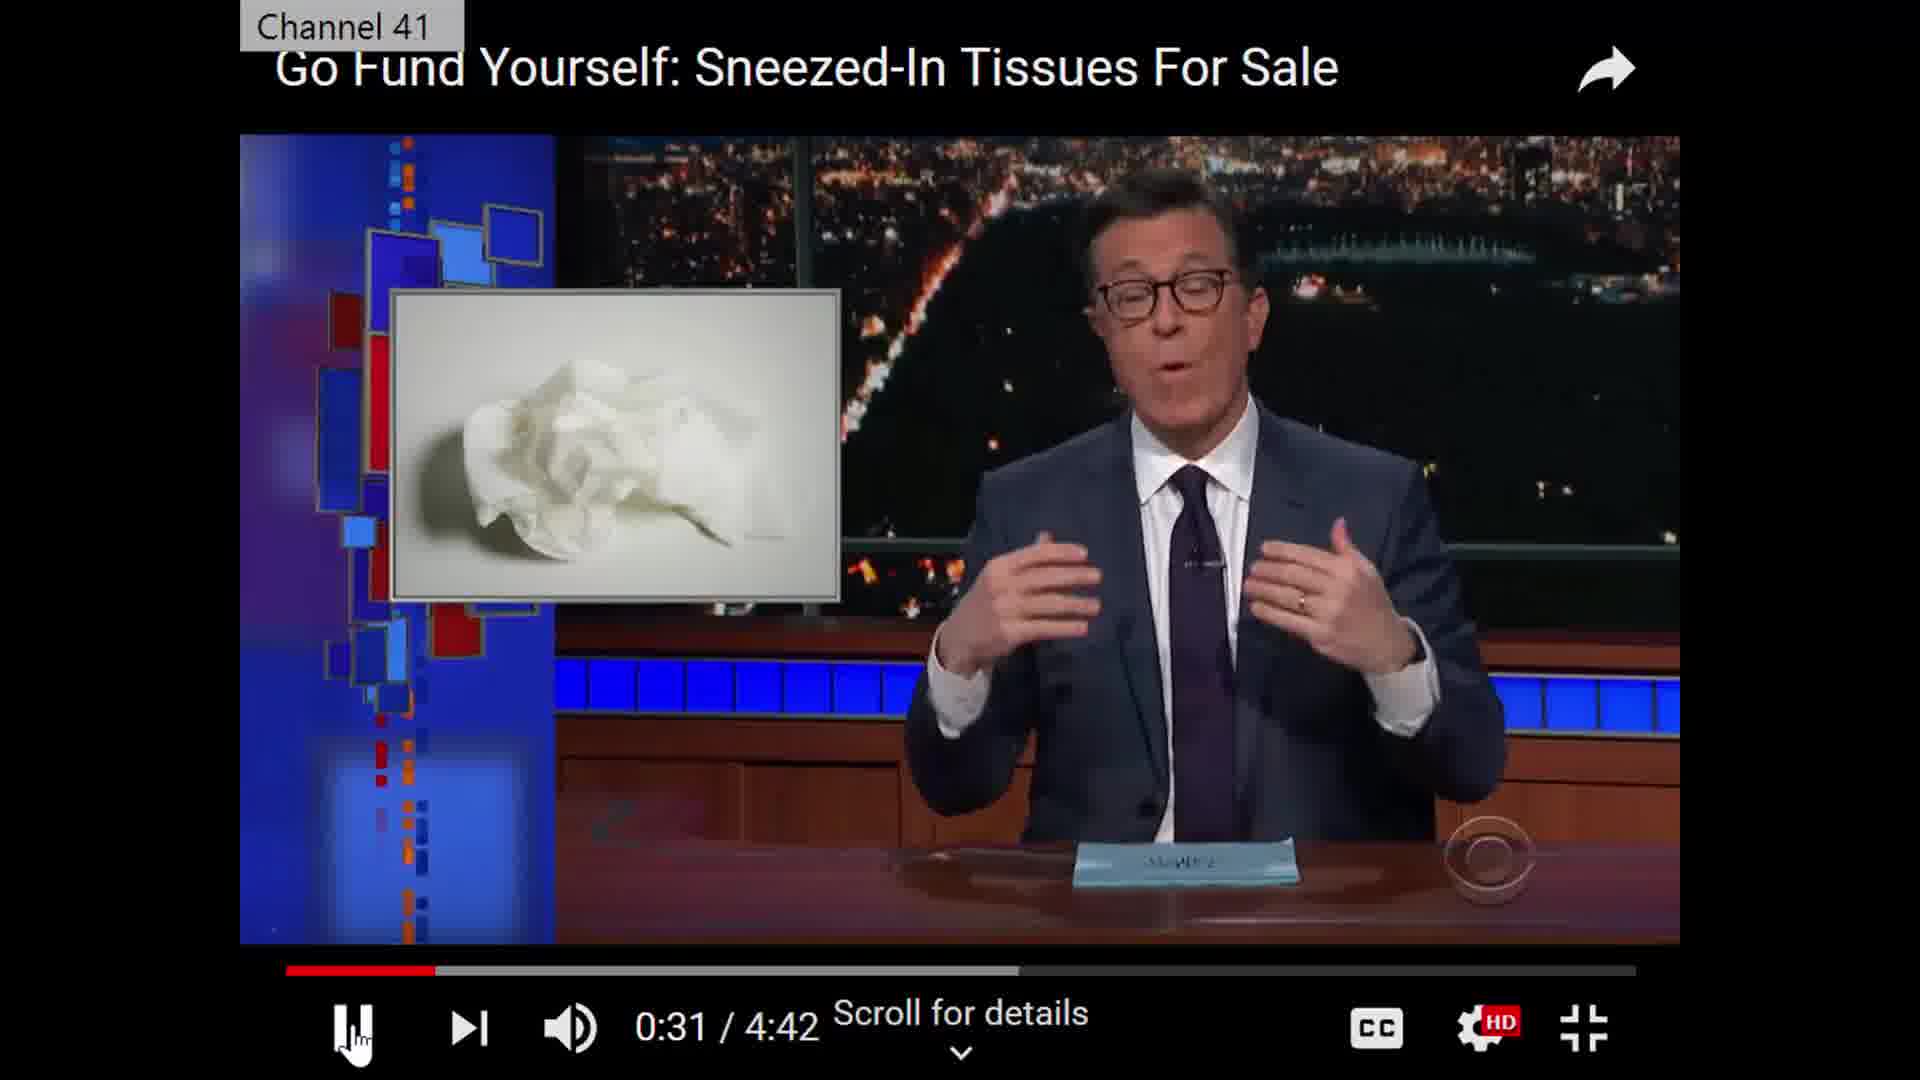 Channel 41
Go Fund Yourself: Sneezed-In Tissues For Sale
0:31 / 4:42
Scroll for details
CC
HD